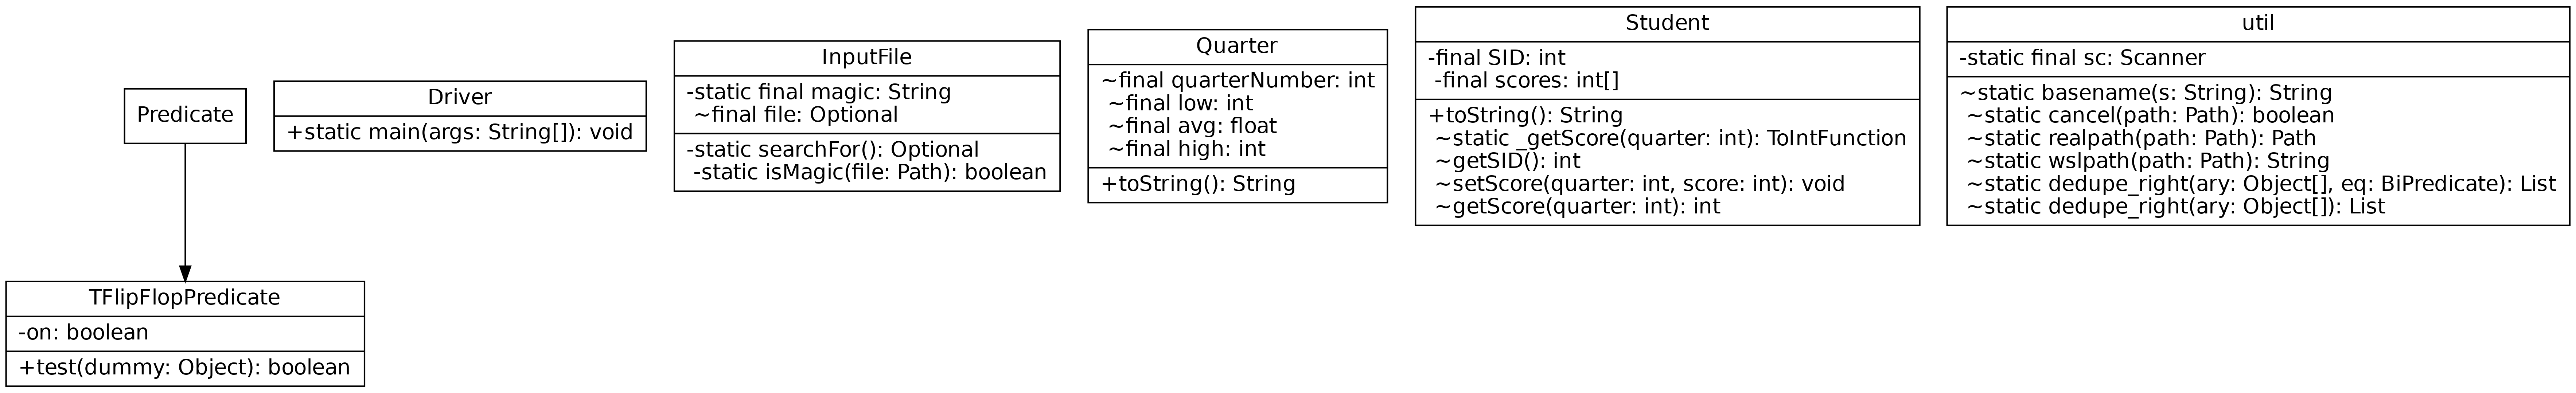 Predicate
Driver
+static main(args: String[]): void
InputFile
-static final magic: String
~final file: Optional
-static searchFor(): Optional
-static isMagic(file: Path): boolean
Quarter
~final quarterNumber: int
~final low: int
~final avg: float
~final high: int
+toString(): String
Student
-final SID: int
-final scores: int[]
+toString(): String
~static _getScore(quarter: int): ToIntFunction
~getSID(): int
~setScore(quarter: int, score: int): void
~getScore(quarter: int): int
util
-static final sc: Scanner
~static basename(s: String): String
~static cancel(path: Path): boolean
~static realpath(path: Path): Path
~static wslpath(path: Path): String
~static dedupe_right(ary: Object[], eq: BiPredicate): List
~static dedupe_right(ary: Object[]): List
TFlipFlopPredicate
-on: boolean
+test(dummy: Object): boolean